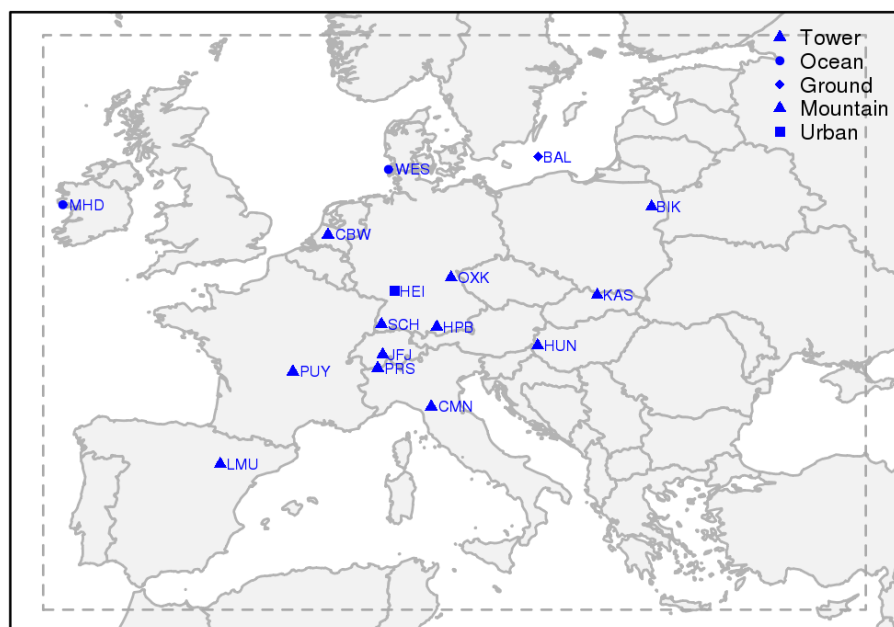 Tower
Ocean
Ground
Mountain
Urban
BAL
WES
MHD
BIK
CBW
OXK
HEI
KAS
SCH
HPB
HUN
JFJ
PRS
PUY
CMN
LMU